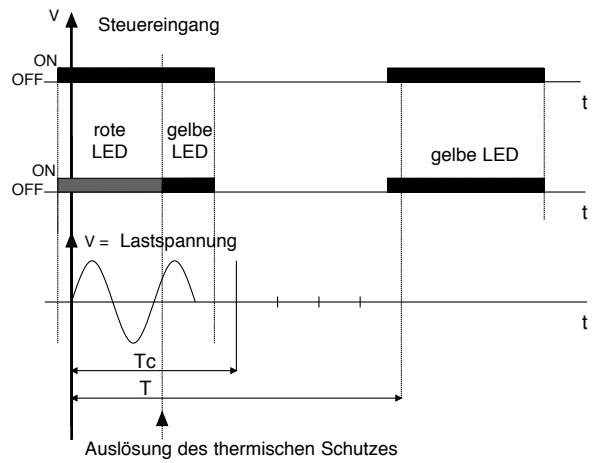 V
Steuereingang
ON
OFF
t
rote
LED
gelbe
LED
gelbe LED
ON
OFF
t
V = Lastspannung
t
Tc
T
Auslösung des thermischen Schutzes